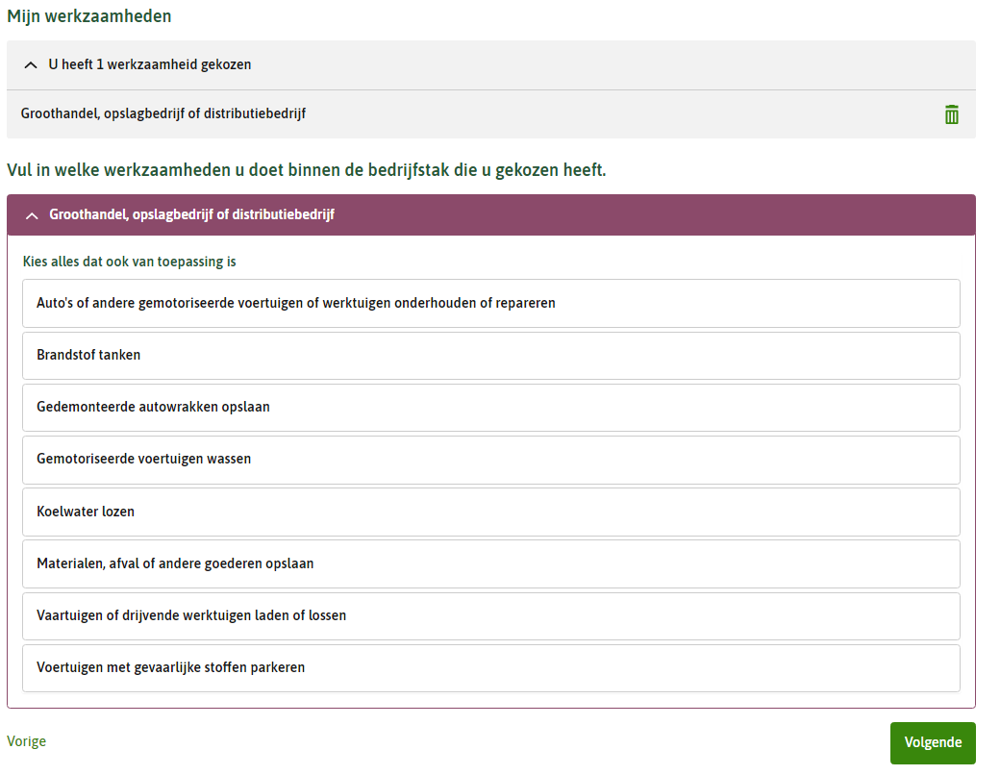 Mijn werkzaamheden
U heeft 1 werkzaamheid gekozen
Groothandel, opslagbedrijf of distributiebedrijf
Vul in welke werkzaamheden u doet binnen de bedrijfstak die u gekozen heeft.
Groothandel, opslagbedrijf of distributiebedrijf
Kies alles dat ook van toepassing is
Auto's of andere gemotoriseerde voertuigen of werktuigen onderhouden of repareren
Brandstof tanken
Gedemonteerde autowrakken opslaan
Gemotoriseerde voertuigen wassen
Koelwater lozen
Materialen, afval of andere goederen opslaan
Vaartuigen of drijvende werktuigen laden of lossen
Voertuigen met gevaarlijke stoffen parkeren
Vorige
Volgende